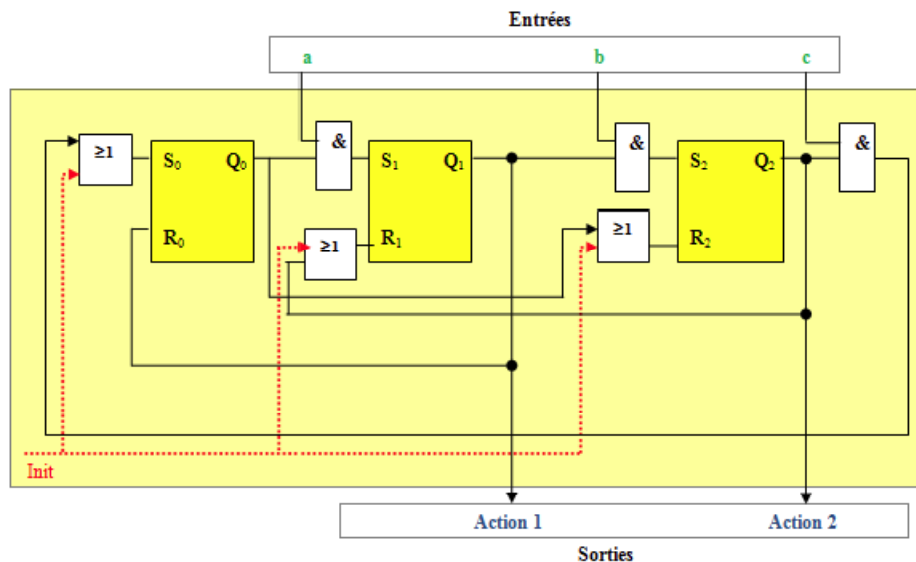 Entrées
a b c
≥1 S₀ Q₀ & S₁ Q₁ & S₂ Q₂ &
R₀ ≥1 R₁ ≥1 R₂
Init
Action 1 Action 2
Sorties